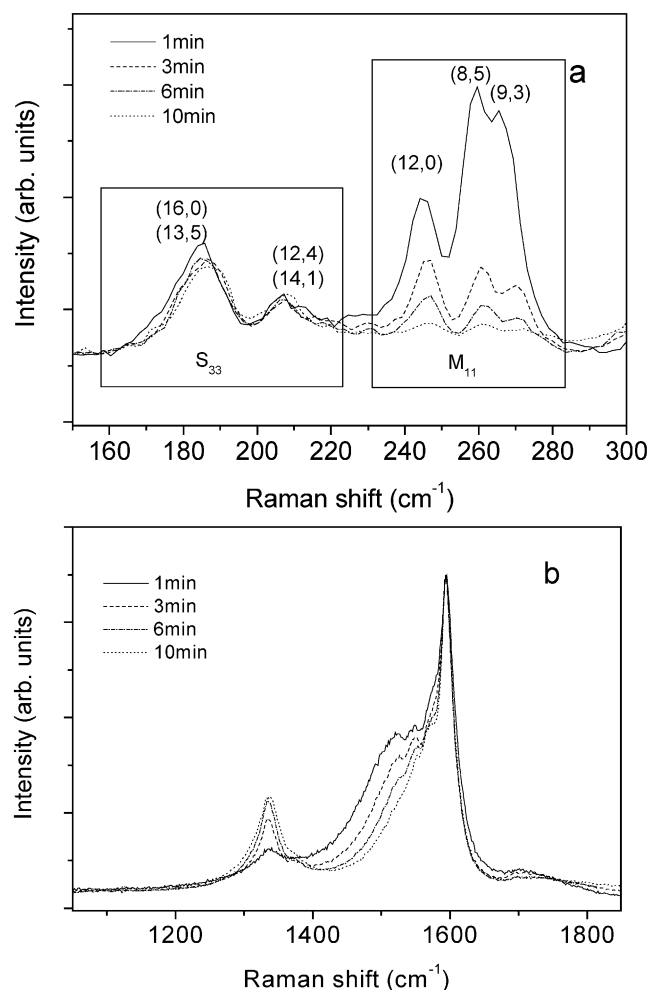 1min
3min
6min
10min
a
(8,5)
(9,3)
(12,0)
(16,0)
(13,5)
(12,4)
(14,1)
S33
M11
Intensity (arb. units)
160 180 200 220 240 260 280 300
Raman shift (cm-1)
b
1min
3min
6min
10min
Intensity (arb. units)
1200 1400 1600 1800
Raman shift (cm-1)